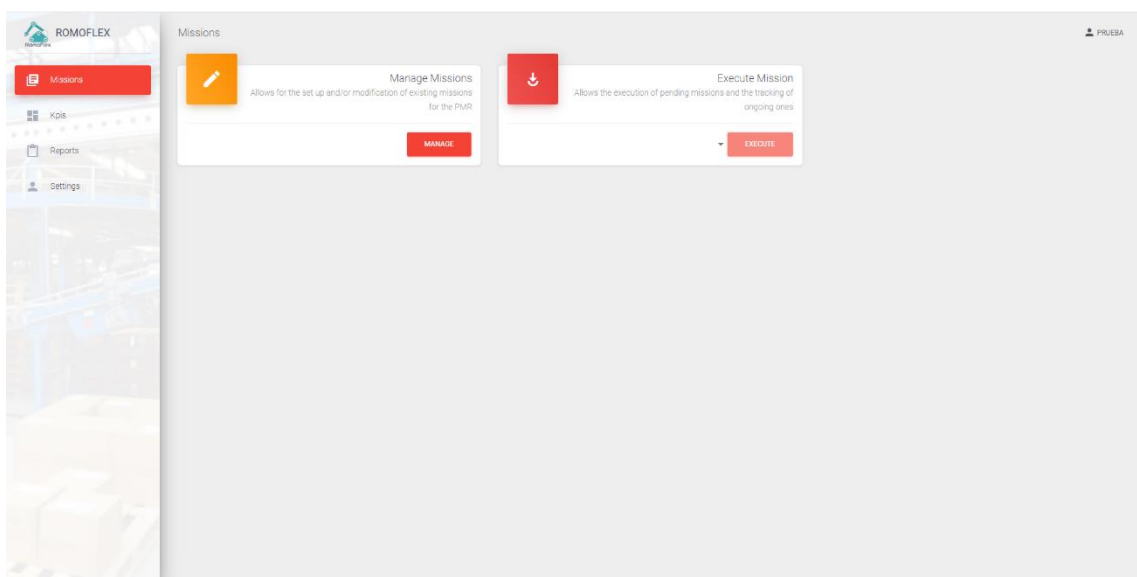 ROMOFLEX
RomoFlex
Missions
Kpis
Reports
Settings
Missions
PRUEBA
Manage Missions
Allows for the set up and/or modification of existing missions
for the PMR
MANAGE
Execute Mission
Allows the execution of pending missions and the tracking of
ongoing ones
EXECUTE